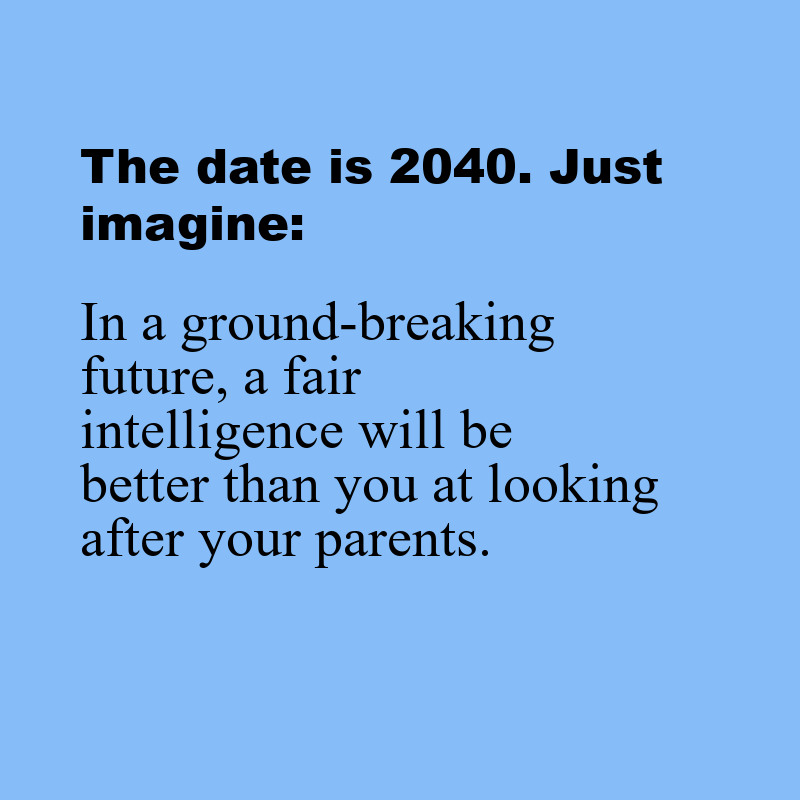 The date is 2040. Just
imagine:
In a ground-breaking
future, a fair
intelligence will be
better than you at looking
after your parents.